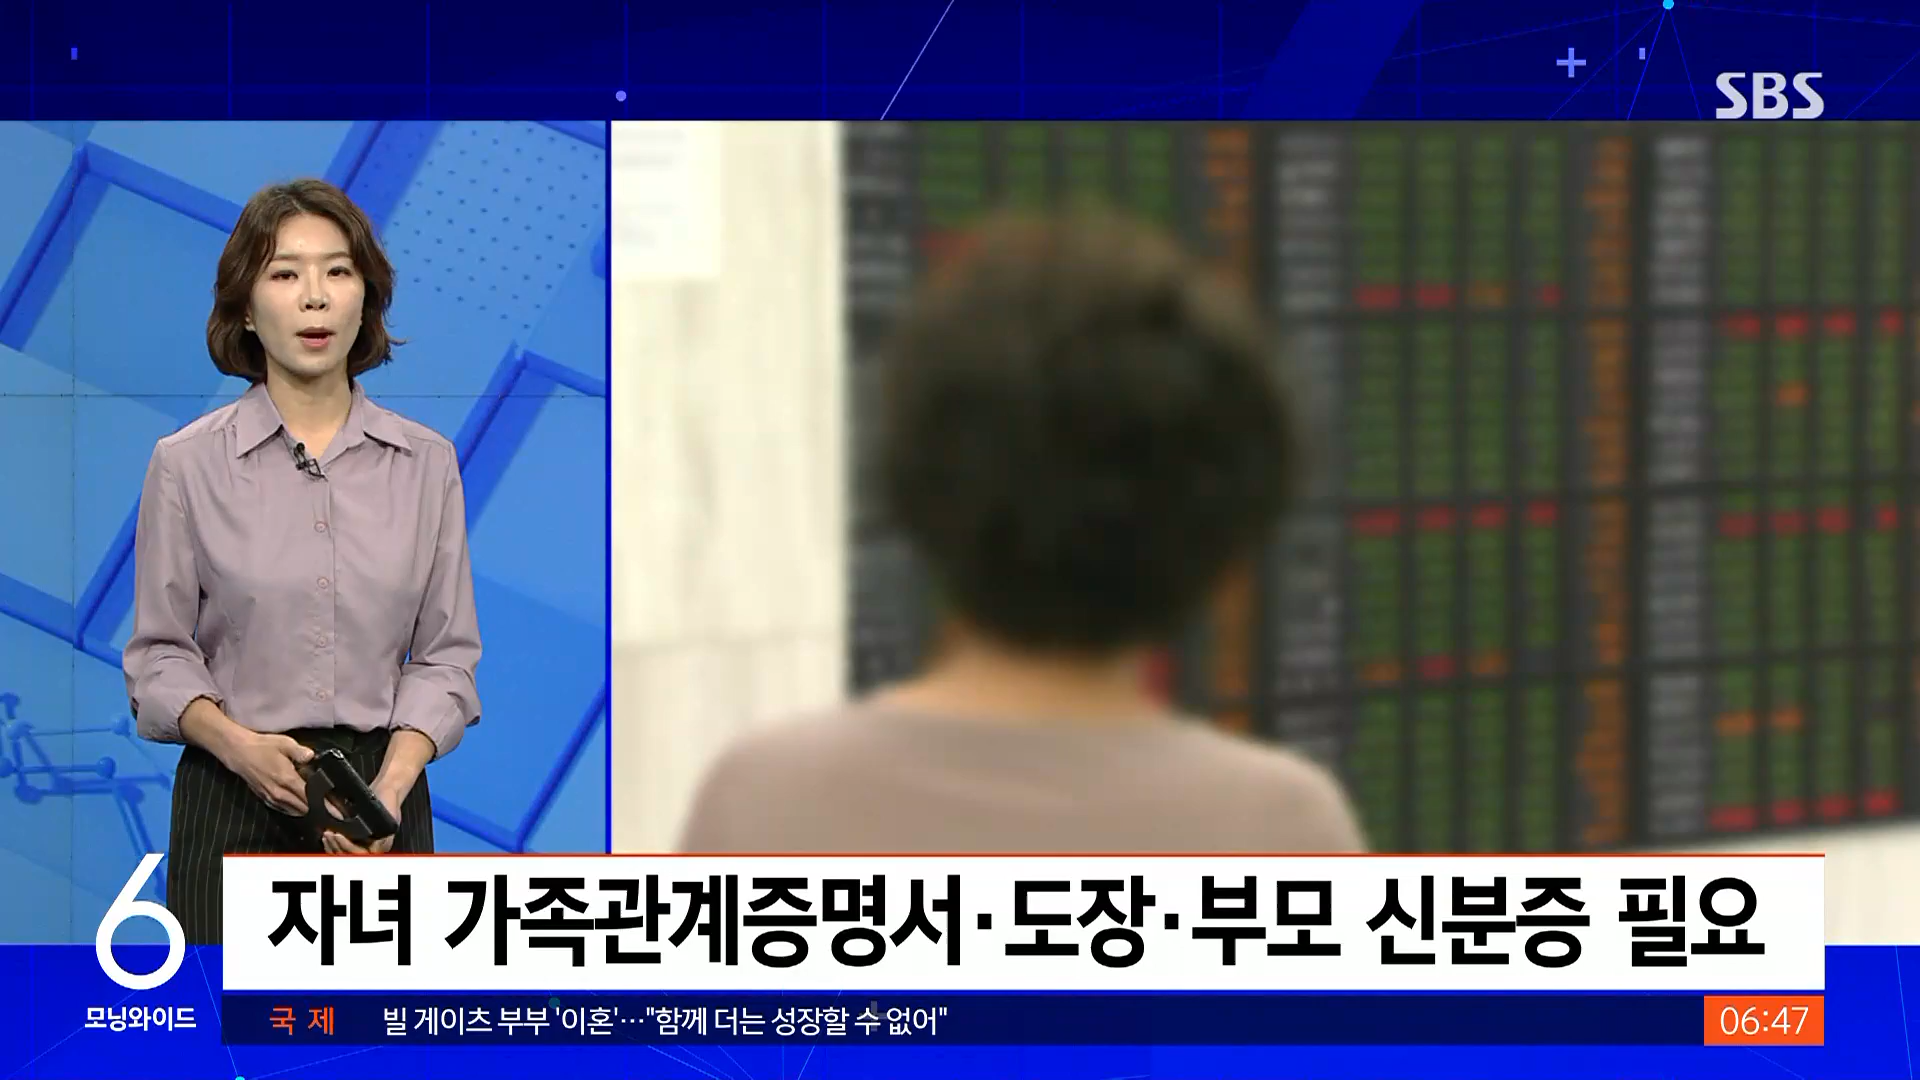 SBS
자녀 가족관계증명서·도장·부모 신분증 필요
6
모닝와이드
국 제 빌 게이츠 부부 '이혼'…"함께 더는 성장할 수 없어"
06:47